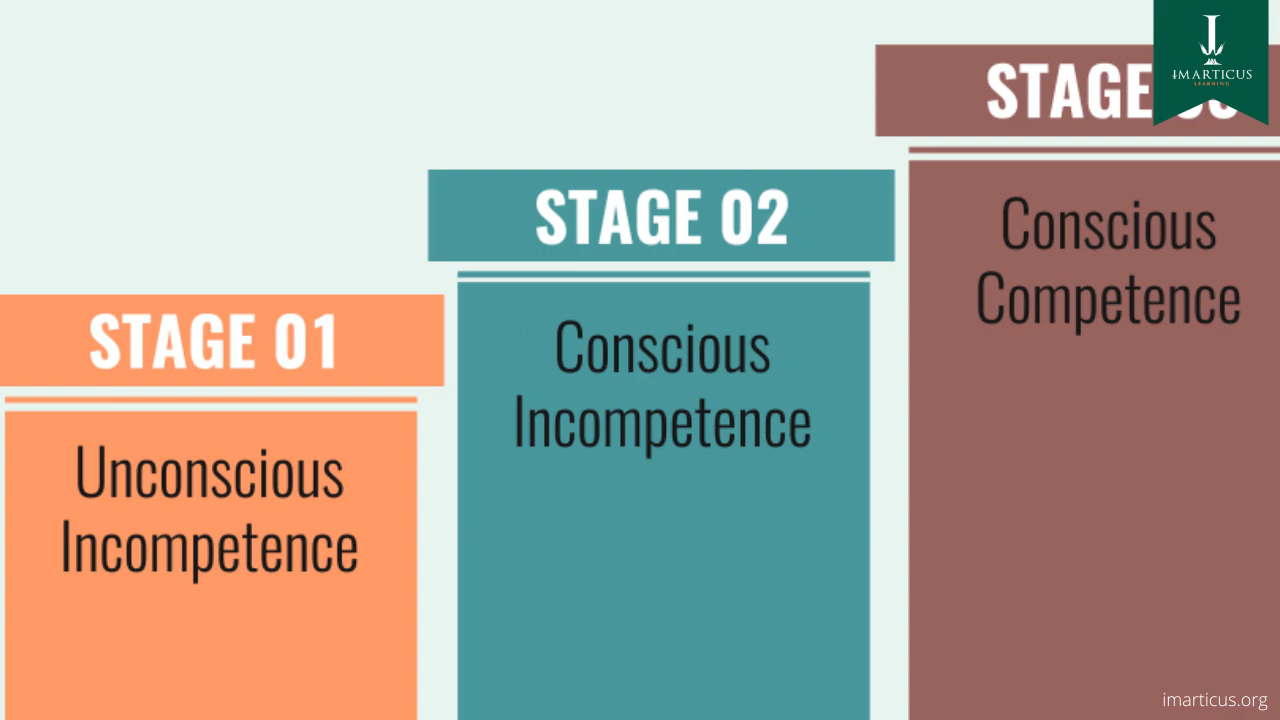 STAGE 01
Unconscious
Incompetence
STAGE 02
Conscious
Incompetence
STAGE
Conscious
Competence
IMARTICUS
LEARNING
imarticus.org